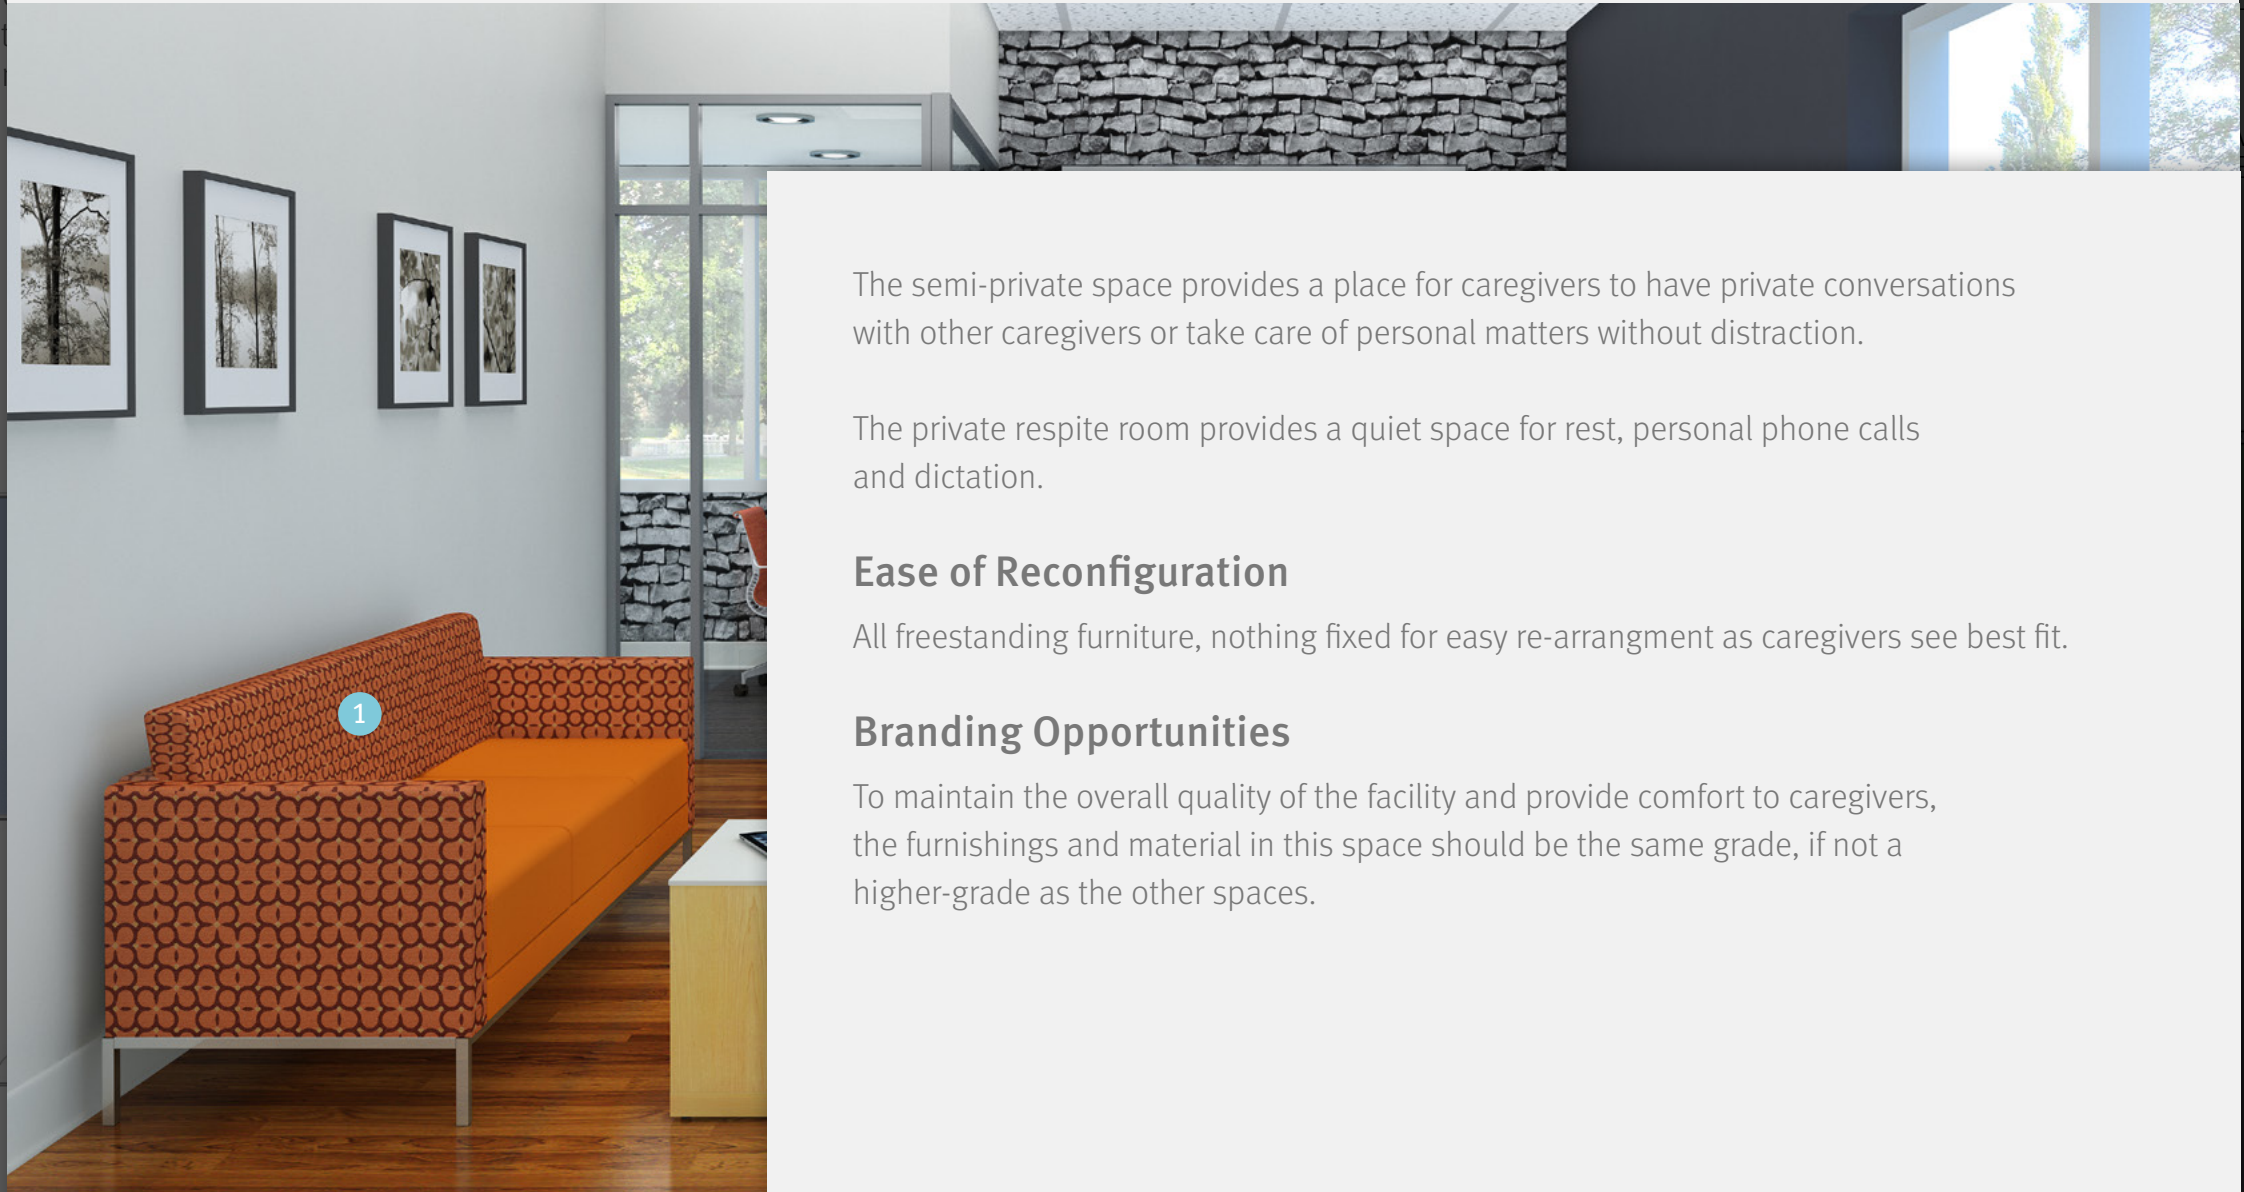 The semi-private space provides a place for caregivers to have private conversations
with other caregivers or take care of personal matters without distraction.
The private respite room provides a quiet space for rest, personal phone calls
and dictation.
Ease of Reconfiguration
All freestanding furniture, nothing fixed for easy re-arrangment as caregivers see best fit.
Branding Opportunities
1
To maintain the overall quality of the facility and provide comfort to caregivers,
the furnishings and material in this space should be the same grade, if not a
higher-grade as the other spaces.